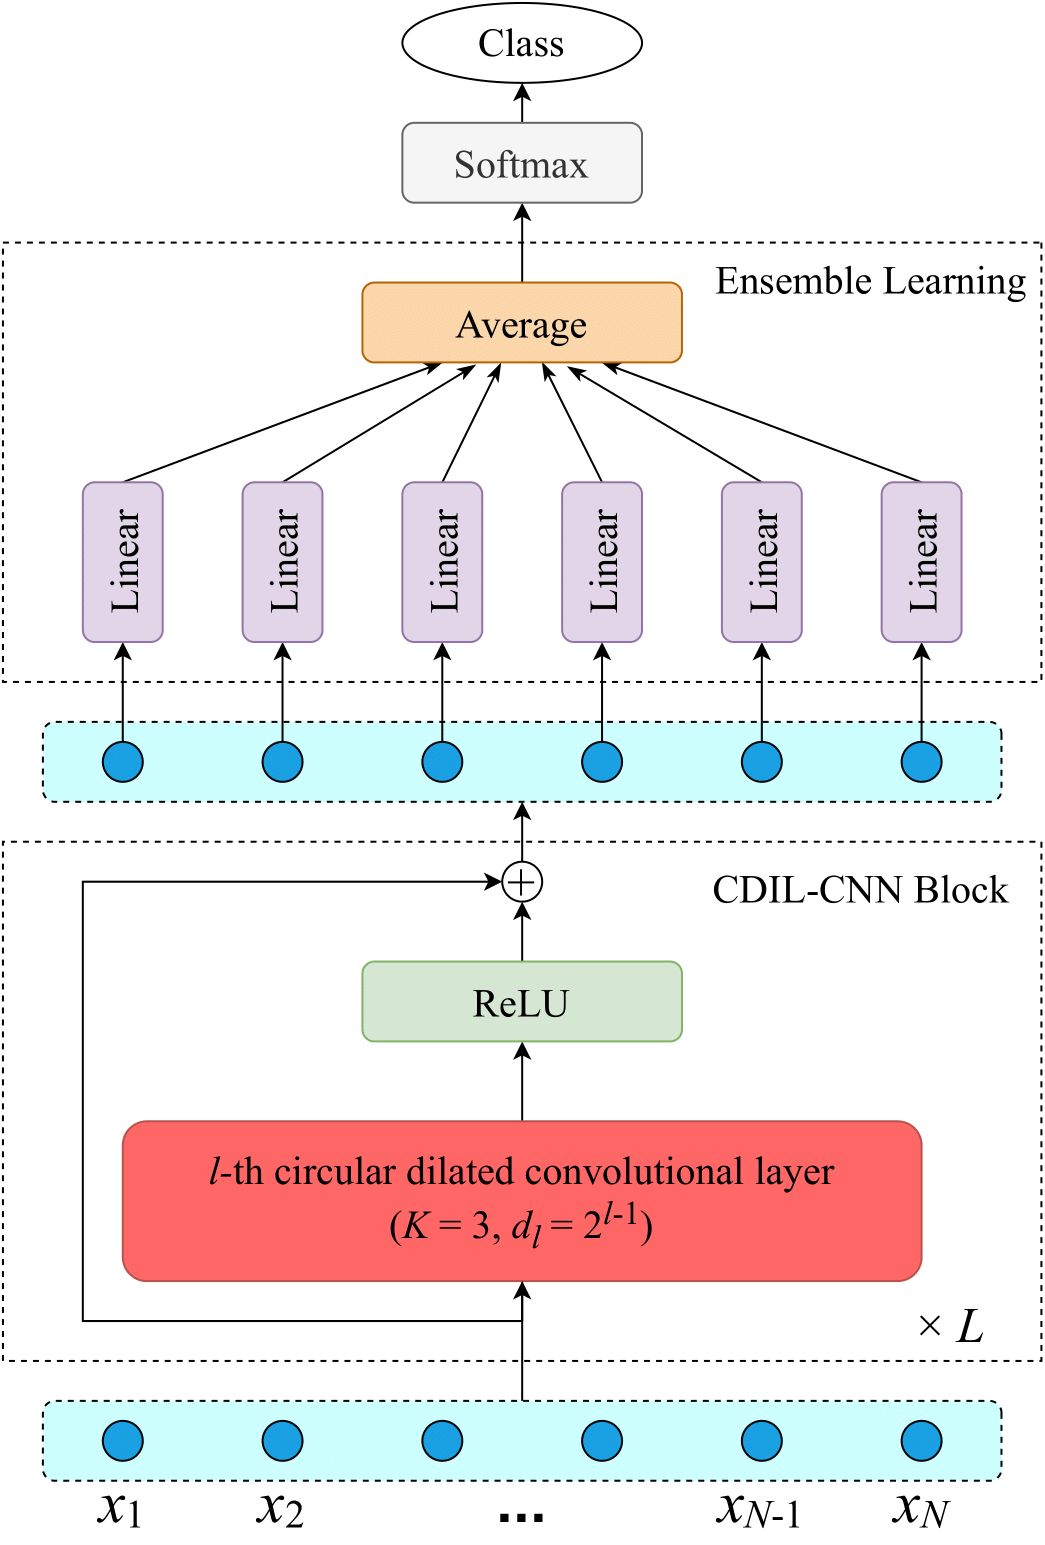 Class
Softmax
Ensemble Learning
Average
Linear
Linear
Linear
Linear
Linear
Linear
CDIL-CNN Block
ReLU
l-th circular dilated convolutional layer
(K = 3, d_l = 2^{l-1})
× L
x_1 x_2 ... x_{N-1} x_N